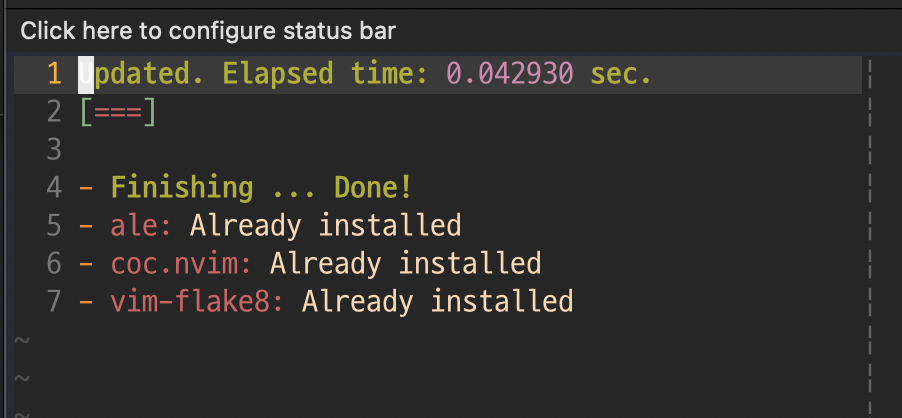 Click here to configure status bar
1 Updated. Elapsed time: 0.042930 sec.
2 [===]
3
4 - Finishing ... Done!
5 - ale: Already installed
6 - coc.nvim: Already installed
7 - vim-flake8: Already installed
~
~
~